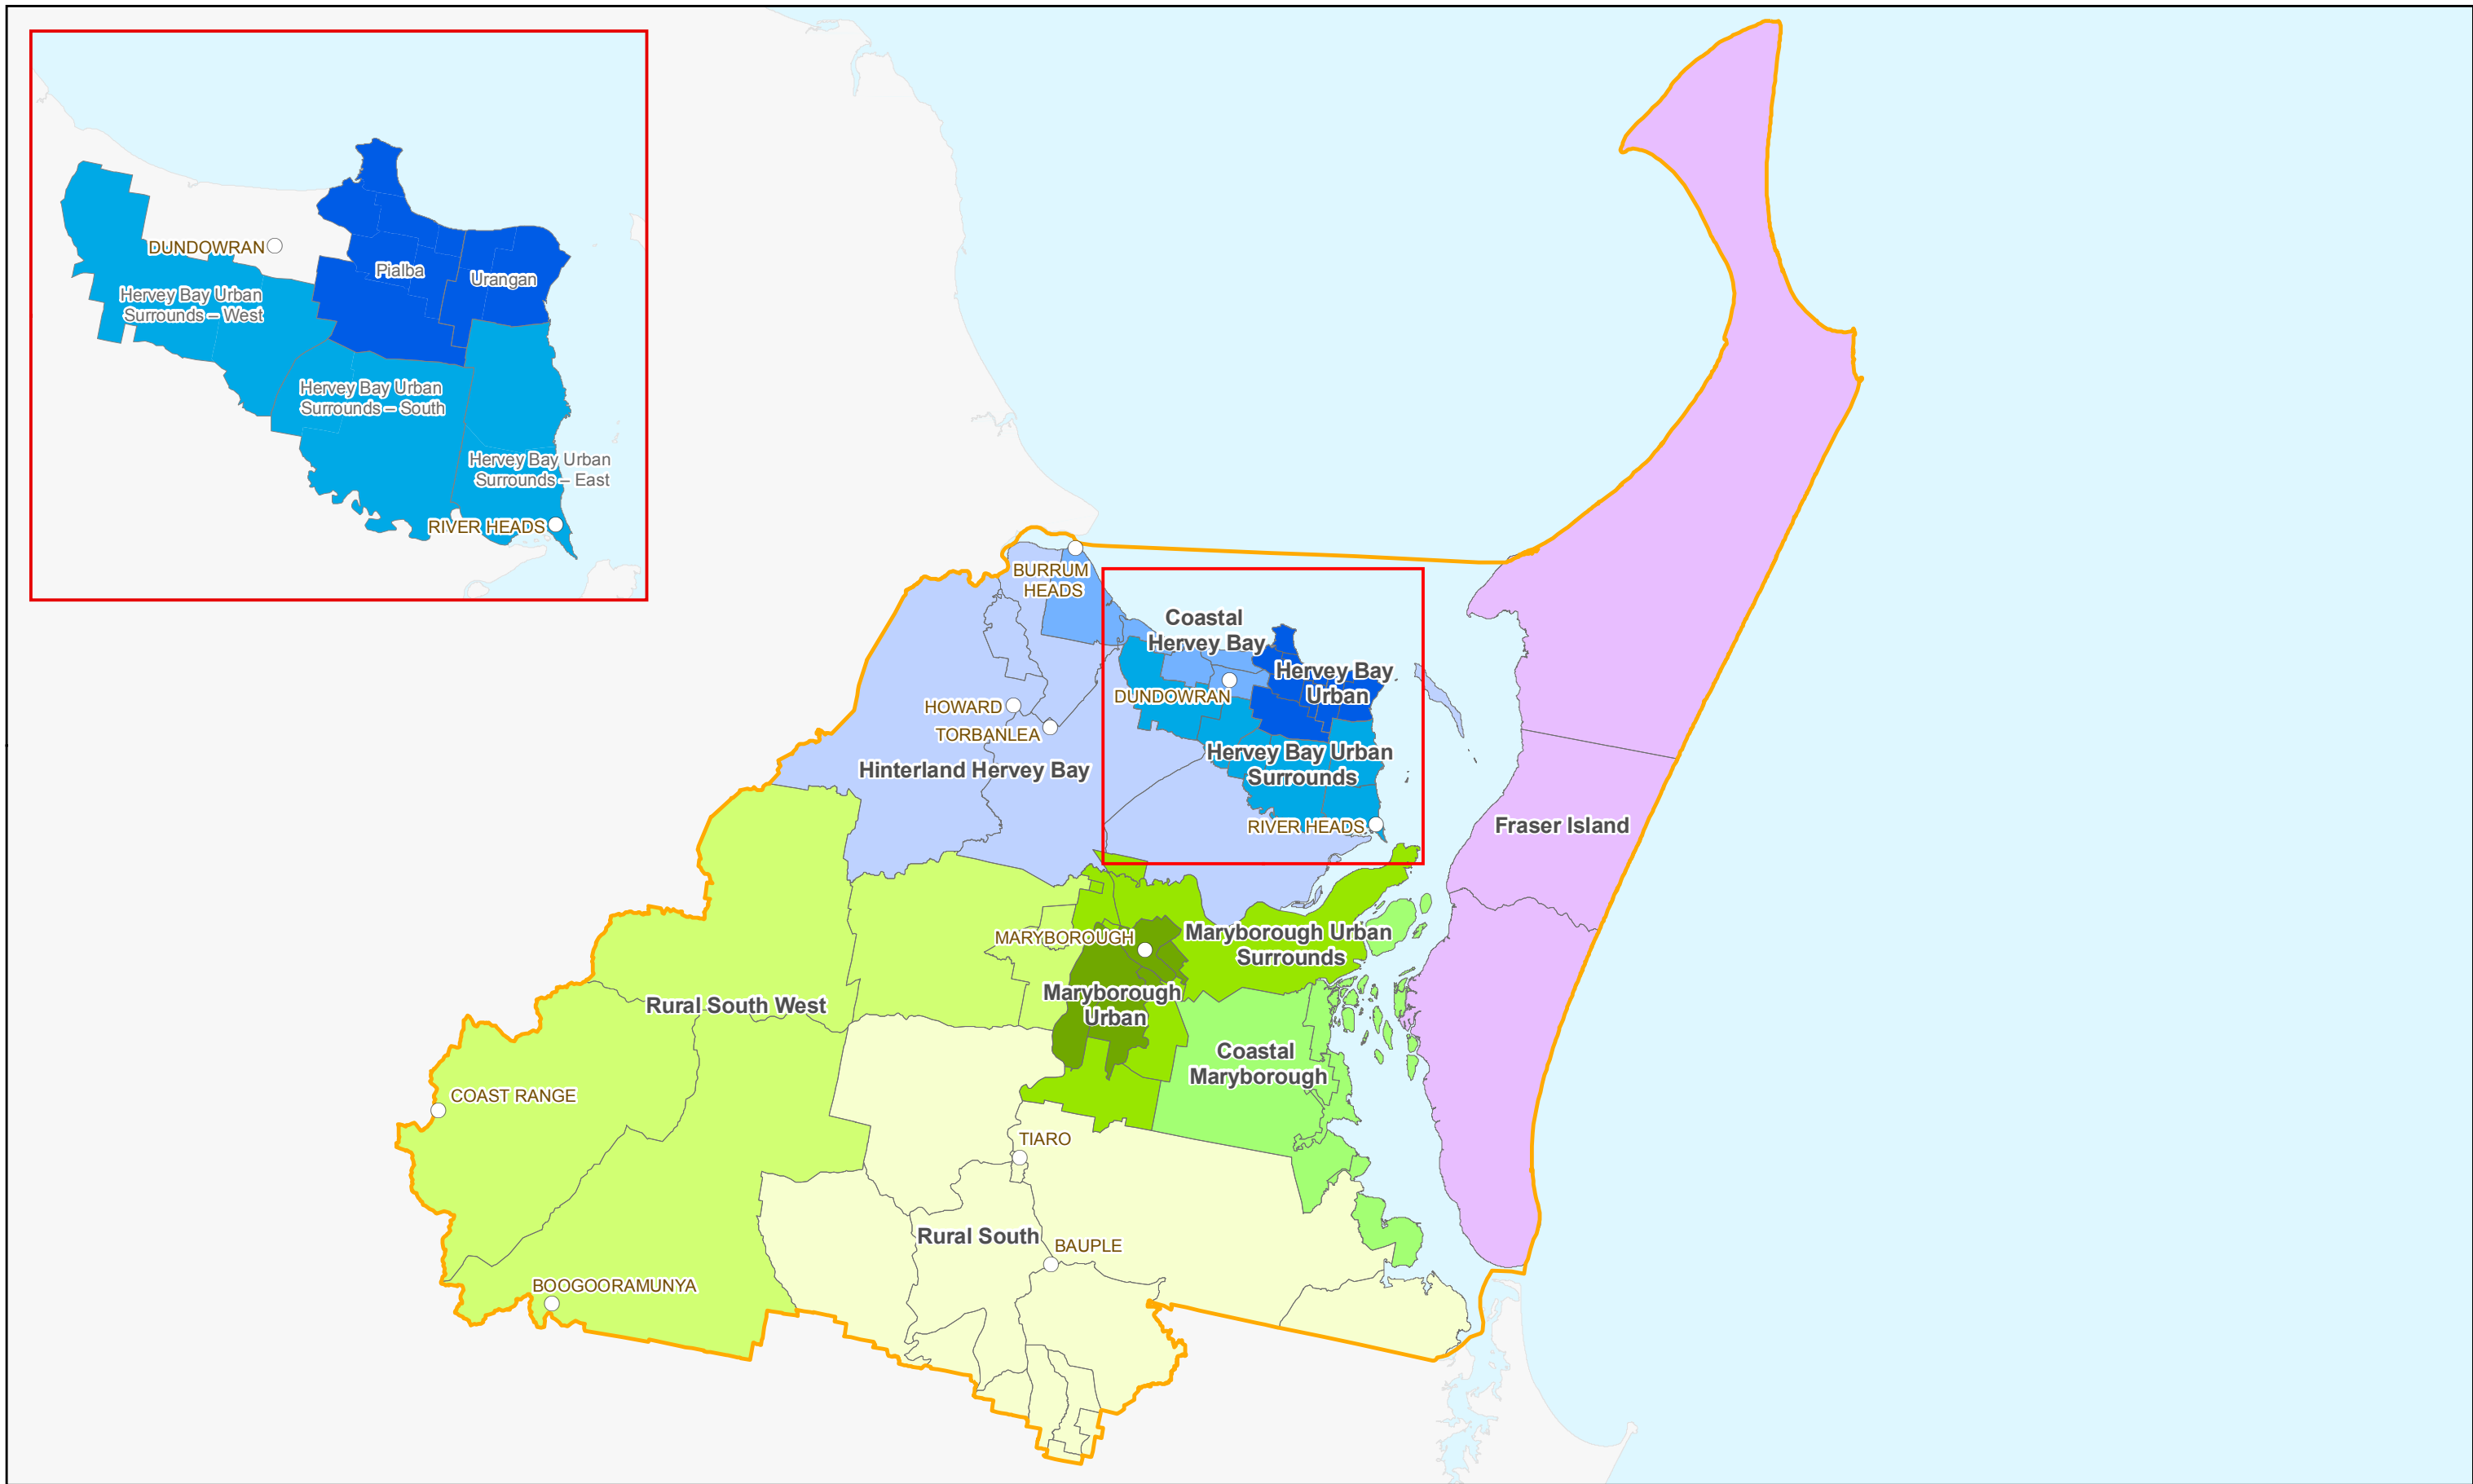 DUNDOWRAN
Pialba
Urangan
Hervey Bay Urban
Surrounds – West
Hervey Bay Urban
Surrounds – South
Hervey Bay Urban
Surrounds – East
RIVER HEADS
BURRUM
HEADS
Coastal
Hervey Bay
Hervey Bay
Urban
DUNDOWRAN
HOWARD
TORBANLEA
Hinterland Hervey Bay
Hervey Bay Urban
Surrounds
RIVER HEADS
Fraser Island
MARYBOROUGH
Maryborough Urban
Surrounds
Maryborough
Urban
Rural South West
Coastal
Maryborough
COAST RANGE
TIARO
Rural South
BAUPLE
BOOGOORAMUNYA